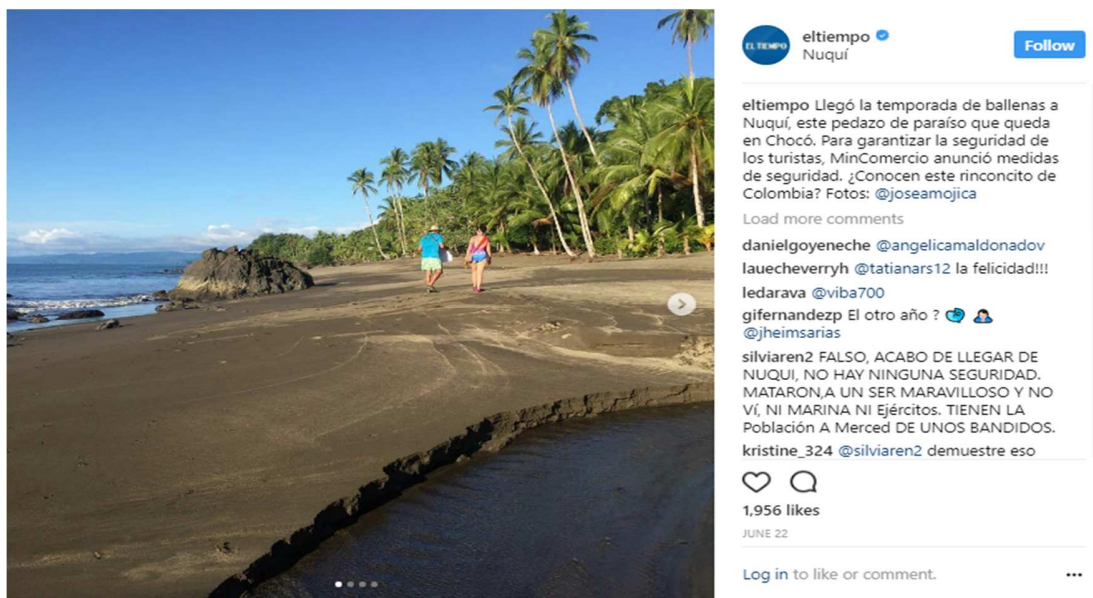 EL TIEMPO
eltiempo
Nuquí
Follow
eltiempo Llegó la temporada de ballenas a
Nuquí, este pedazo de paraíso que queda
en Chocó. Para garantizar la seguridad de
los turistas, MinComercio anunció medidas
de seguridad. ¿Conocen este rinconcito de
Colombia? Fotos: @joseamojica
Load more comments
danielgoyeneche @angelicamaldonadov
lauecheverryh @tatianars12 la felicidad!!!
ledarava @viba700
gifernandezp El otro año ?
@jheimsarias
silviaren2 FALSO, ACABO DE LLEGAR DE
NUQUI, NO HAY NINGUNA SEGURIDAD.
MATARON,A UN SER MARAVILLOSO Y NO
Ví, NI MARINA NI Ejércitos. TIENEN LA
Población A Merced DE UNOS BANDIDOS.
kristine_324 @silviaren2 demuestre eso
1,956 likes
JUNE 22
Log in to like or comment.